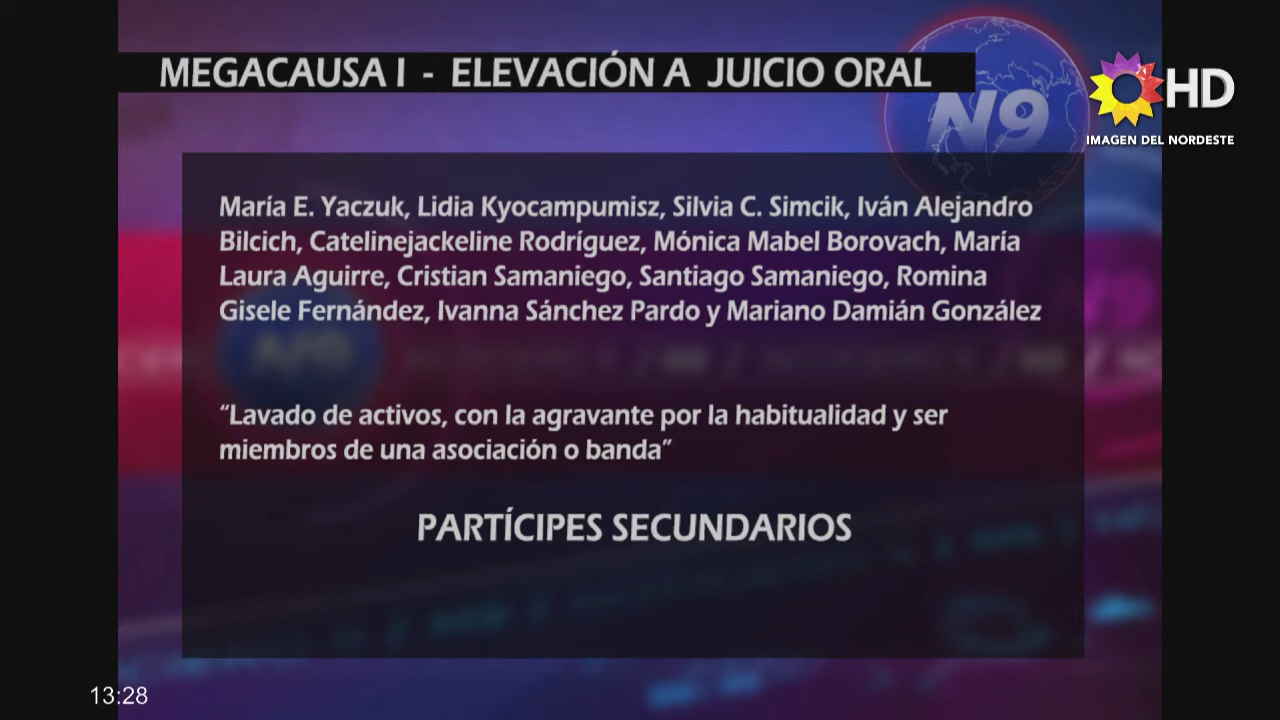 MEGACAUSA I - ELEVACIÓN A JUICIO ORAL
N9
HD
IMAGEN DEL NORDESTE
María E. Yaczuk, Lidia Kyocampumisz, Silvia C. Simcik, Iván Alejandro
Bilcich, Catelinejackeline Rodríguez, Mónica Mabel Borovach, María
Laura Aguirre, Cristian Samaniego, Santiago Samaniego, Romina
Gisele Fernández, Ivanna Sánchez Pardo y Mariano Damián González
“Lavado de activos, con la agravante por la habitualidad y ser
miembros de una asociación o banda”
PARTÍCIPES SECUNDARIOS
13:28